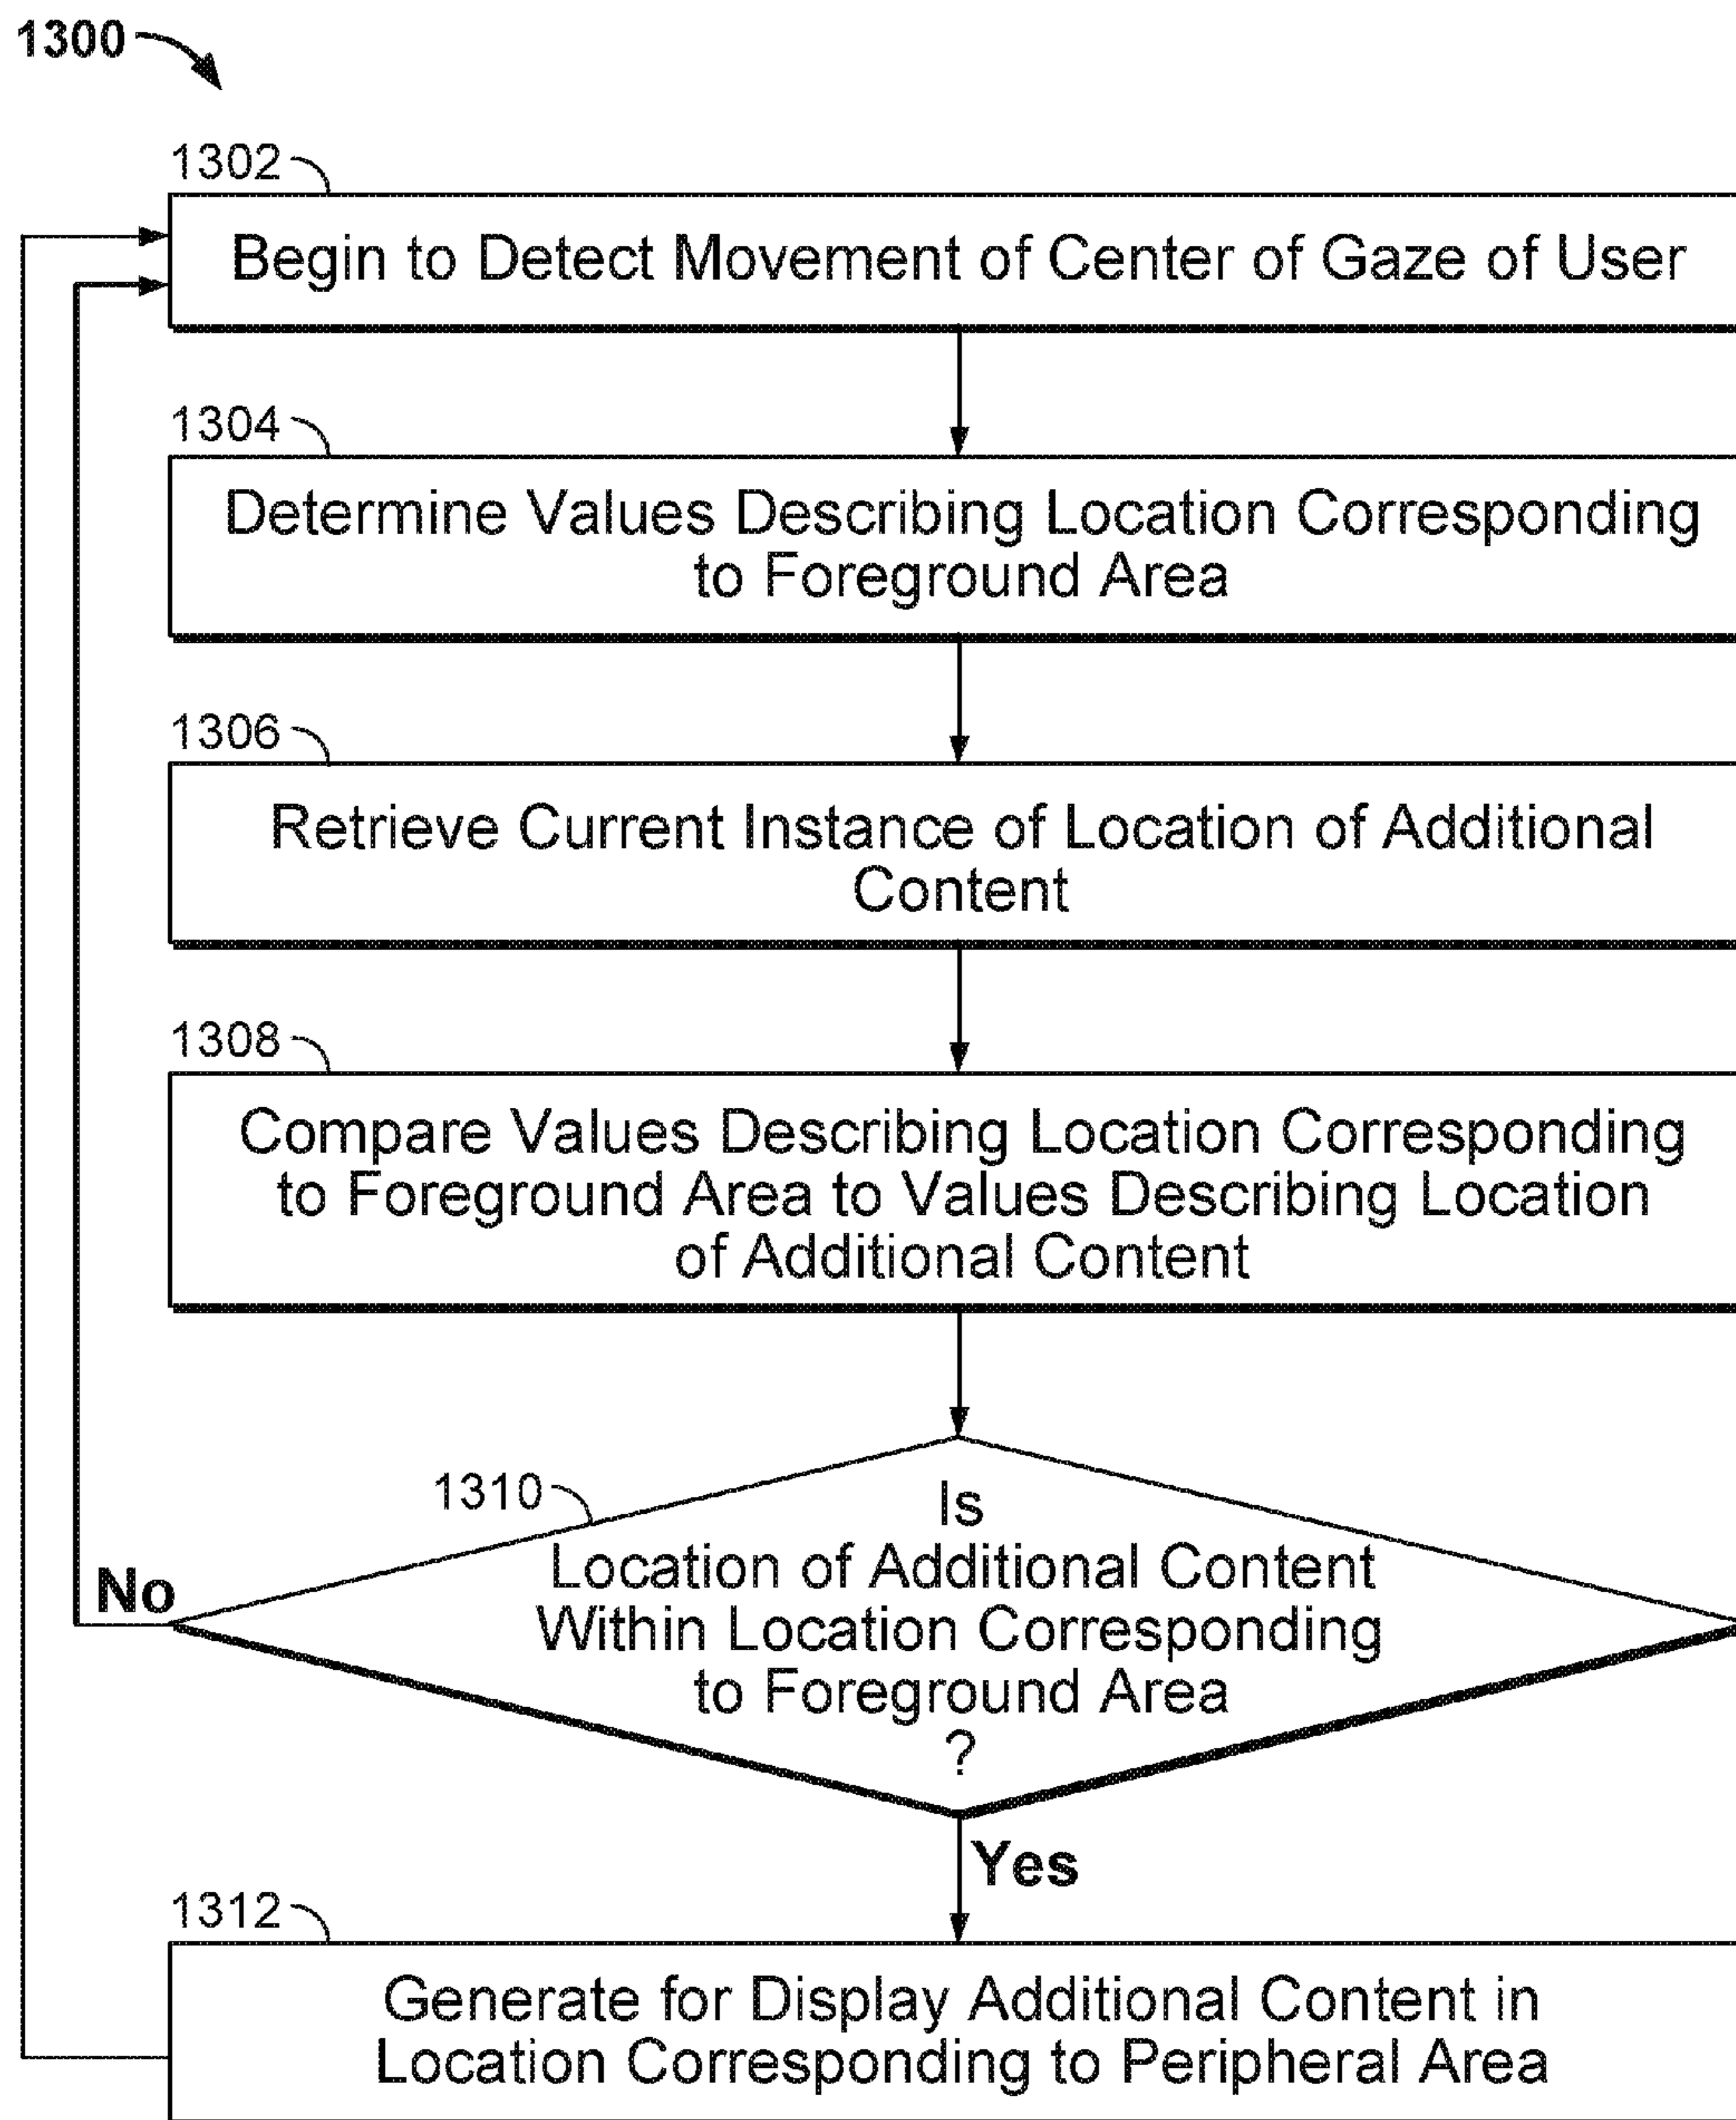 1300
1302
Begin to Detect Movement of Center of Gaze of User
1304
Determine Values Describing Location Corresponding
to Foreground Area
1306
Retrieve Current Instance of Location of Additional
Content
1308
Compare Values Describing Location Corresponding
to Foreground Area to Values Describing Location
of Additional Content
1310
Is
Location of Additional Content
Within Location Corresponding
to Foreground Area
?
No
Yes
1312
Generate for Display Additional Content in
Location Corresponding to Peripheral Area